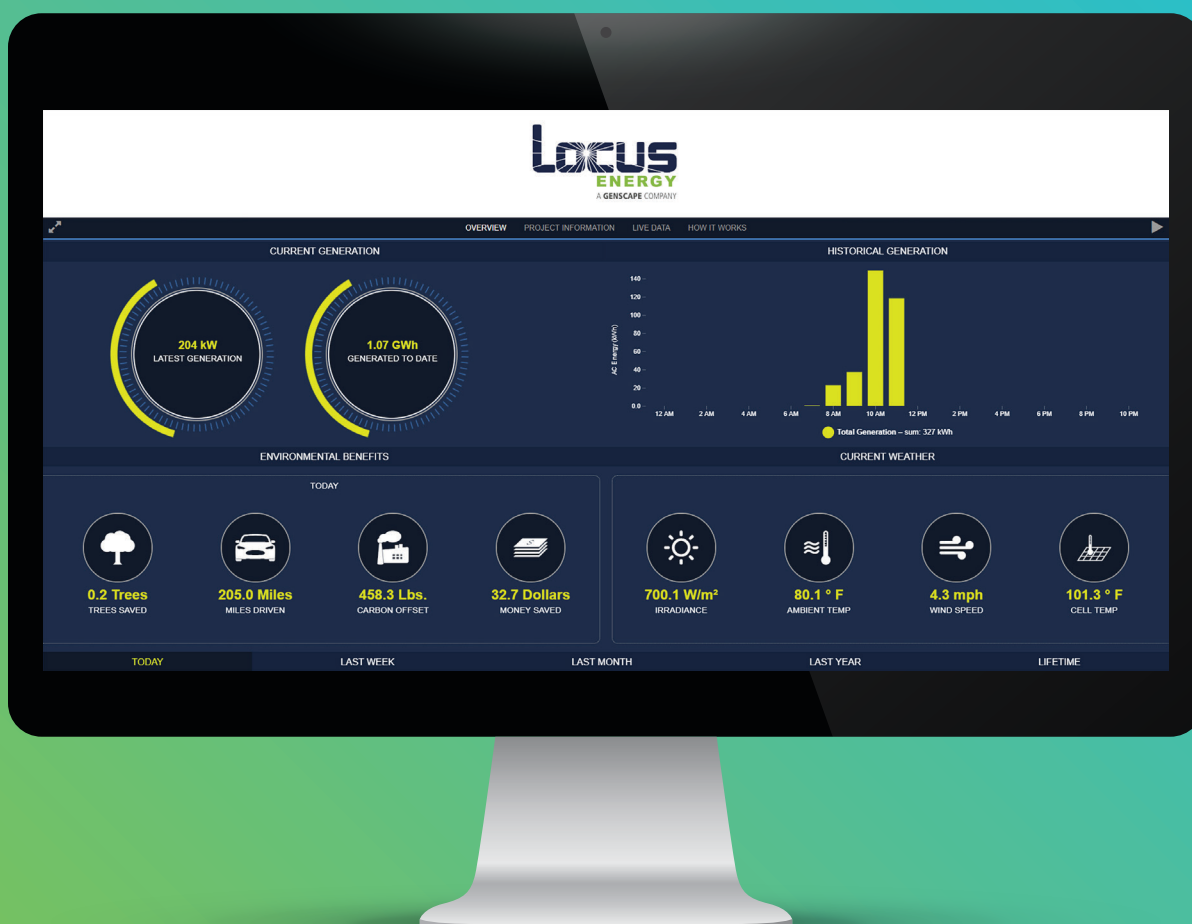 Locus
ENERGY
A GENSCAPE COMPANY
OVERVIEW PROJECT INFORMATION LIVE DATA HOW IT WORKS
CURRENT GENERATION
204 kW
LATEST GENERATION
1.07 GWh
GENERATED TO DATE
HISTORICAL GENERATION
AC Energy (kWh)
140
120
100
80
60
40
20
0.0
12 AM 2 AM 4 AM 6 AM 8 AM 10 AM 12 PM 2 PM 4 PM 6 PM 8 PM 10 PM
Total Generation – sum: 327 kWh
ENVIRONMENTAL BENEFITS
TODAY
0.2 Trees
TREES SAVED
205.0 Miles
MILES DRIVEN
458.3 Lbs.
CARBON OFFSET
32.7 Dollars
MONEY SAVED
CURRENT WEATHER
700.1 W/m²
IRRADIANCE
80.1 ° F
AMBIENT TEMP
4.3 mph
WIND SPEED
101.3 ° F
CELL TEMP
TODAY LAST WEEK LAST MONTH LAST YEAR LIFETIME